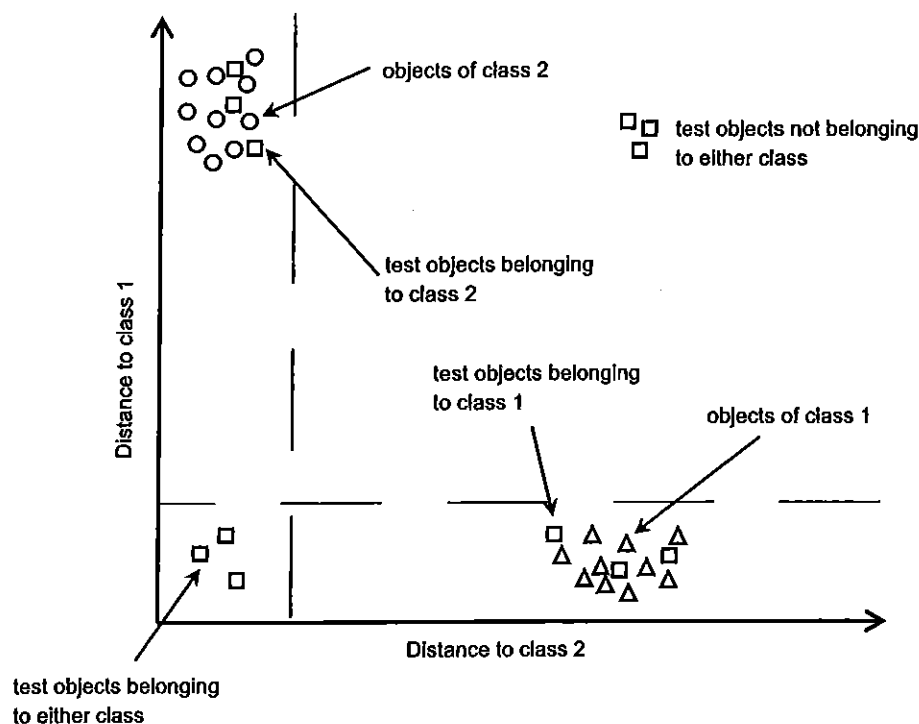 objects of class 2
test objects not belonging
to either class
test objects belonging
to class 2
Distance to class 1
test objects belonging
to class 1
objects of class 1
Distance to class 2
test objects belonging
to either class